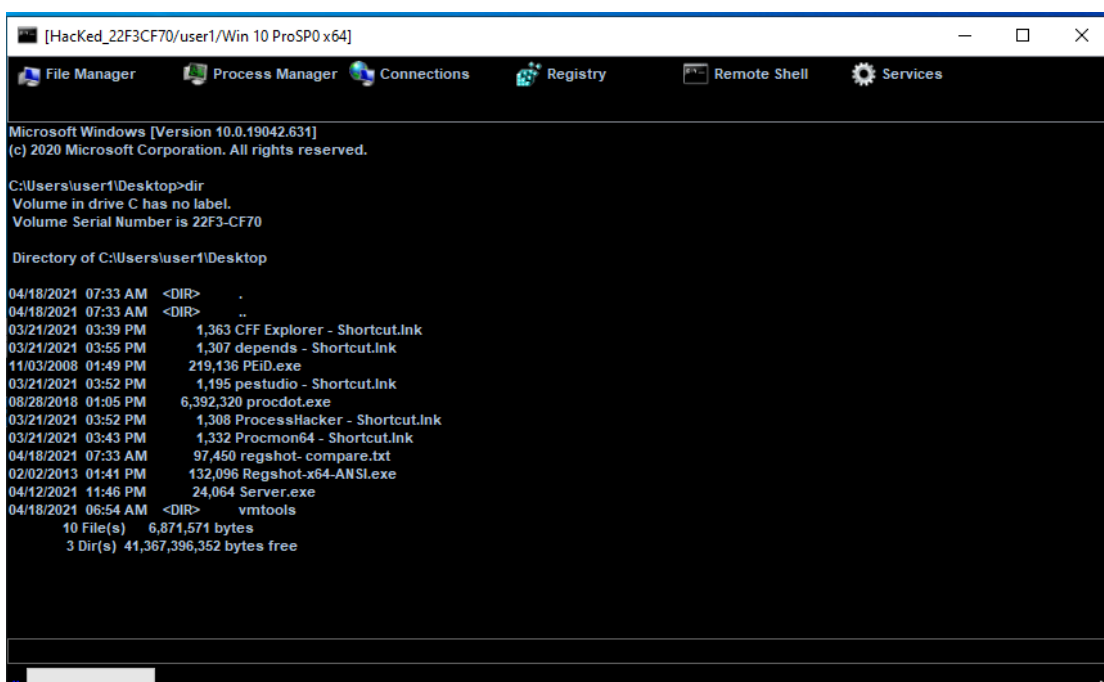 [HacKed_22F3CF70/user1/Win 10 ProSP0 x64]
File Manager Process Manager Connections Registry Remote Shell Services
Microsoft Windows [Version 10.0.19042.631]
(c) 2020 Microsoft Corporation. All rights reserved.
C:\Users\user1\Desktop>dir
Volume in drive C has no label.
Volume Serial Number is 22F3-CF70
Directory of C:\Users\user1\Desktop
04/18/2021 07:33 AM <DIR> .
04/18/2021 07:33 AM <DIR> ..
03/21/2021 03:39 PM 1,363 CFF Explorer - Shortcut.lnk
03/21/2021 03:55 PM 1,307 depends - Shortcut.lnk
11/03/2008 01:49 PM 219,136 PEiD.exe
03/21/2021 03:52 PM 1,195 pestudio - Shortcut.lnk
08/28/2018 01:05 PM 6,392,320 procdot.exe
03/21/2021 03:52 PM 1,308 ProcessHacker - Shortcut.lnk
03/21/2021 03:43 PM 1,332 Procmon64 - Shortcut.lnk
04/18/2021 07:33 AM 97,450 regshot- compare.txt
02/02/2013 01:41 PM 132,096 Regshot-x64-ANSI.exe
04/12/2021 11:46 PM 24,064 Server.exe
04/18/2021 06:54 AM <DIR> vmtools
10 File(s) 6,871,571 bytes
3 Dir(s) 41,367,396,352 bytes free